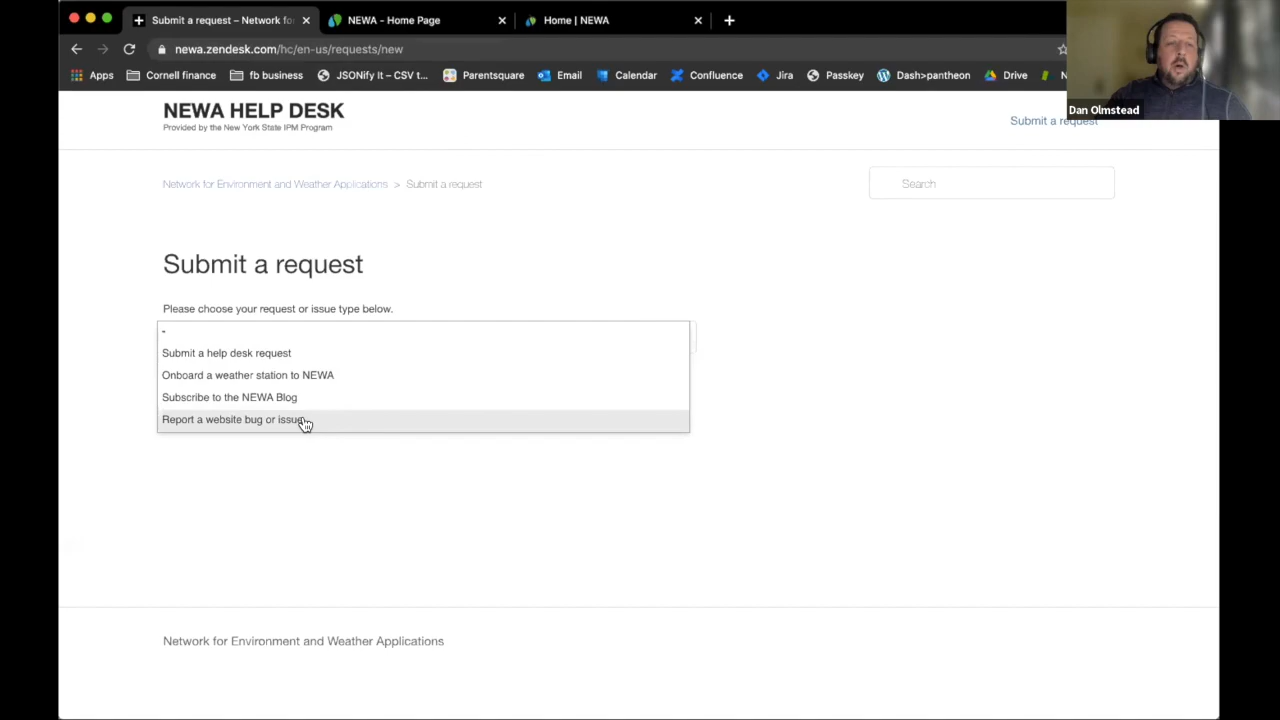 Submit a request – Network for
NEWA - Home Page
Home | NEWA
newa.zendesk.com/hc/en-us/requests/new
Apps
Cornell finance
fb business
JSONify It – CSV t...
Parentsquare
Email
Calendar
Confluence
Jira
Passkey
Dash>pantheon
Drive
N
Dan Olmstead
NEWA HELP DESK
Provided by the New York State IPM Program
Submit a request
Network for Environment and Weather Applications > Submit a request
Search
Submit a request
Please choose your request or issue type below.
-
Submit a help desk request
Onboard a weather station to NEWA
Subscribe to the NEWA Blog
Report a website bug or issue
Network for Environment and Weather Applications